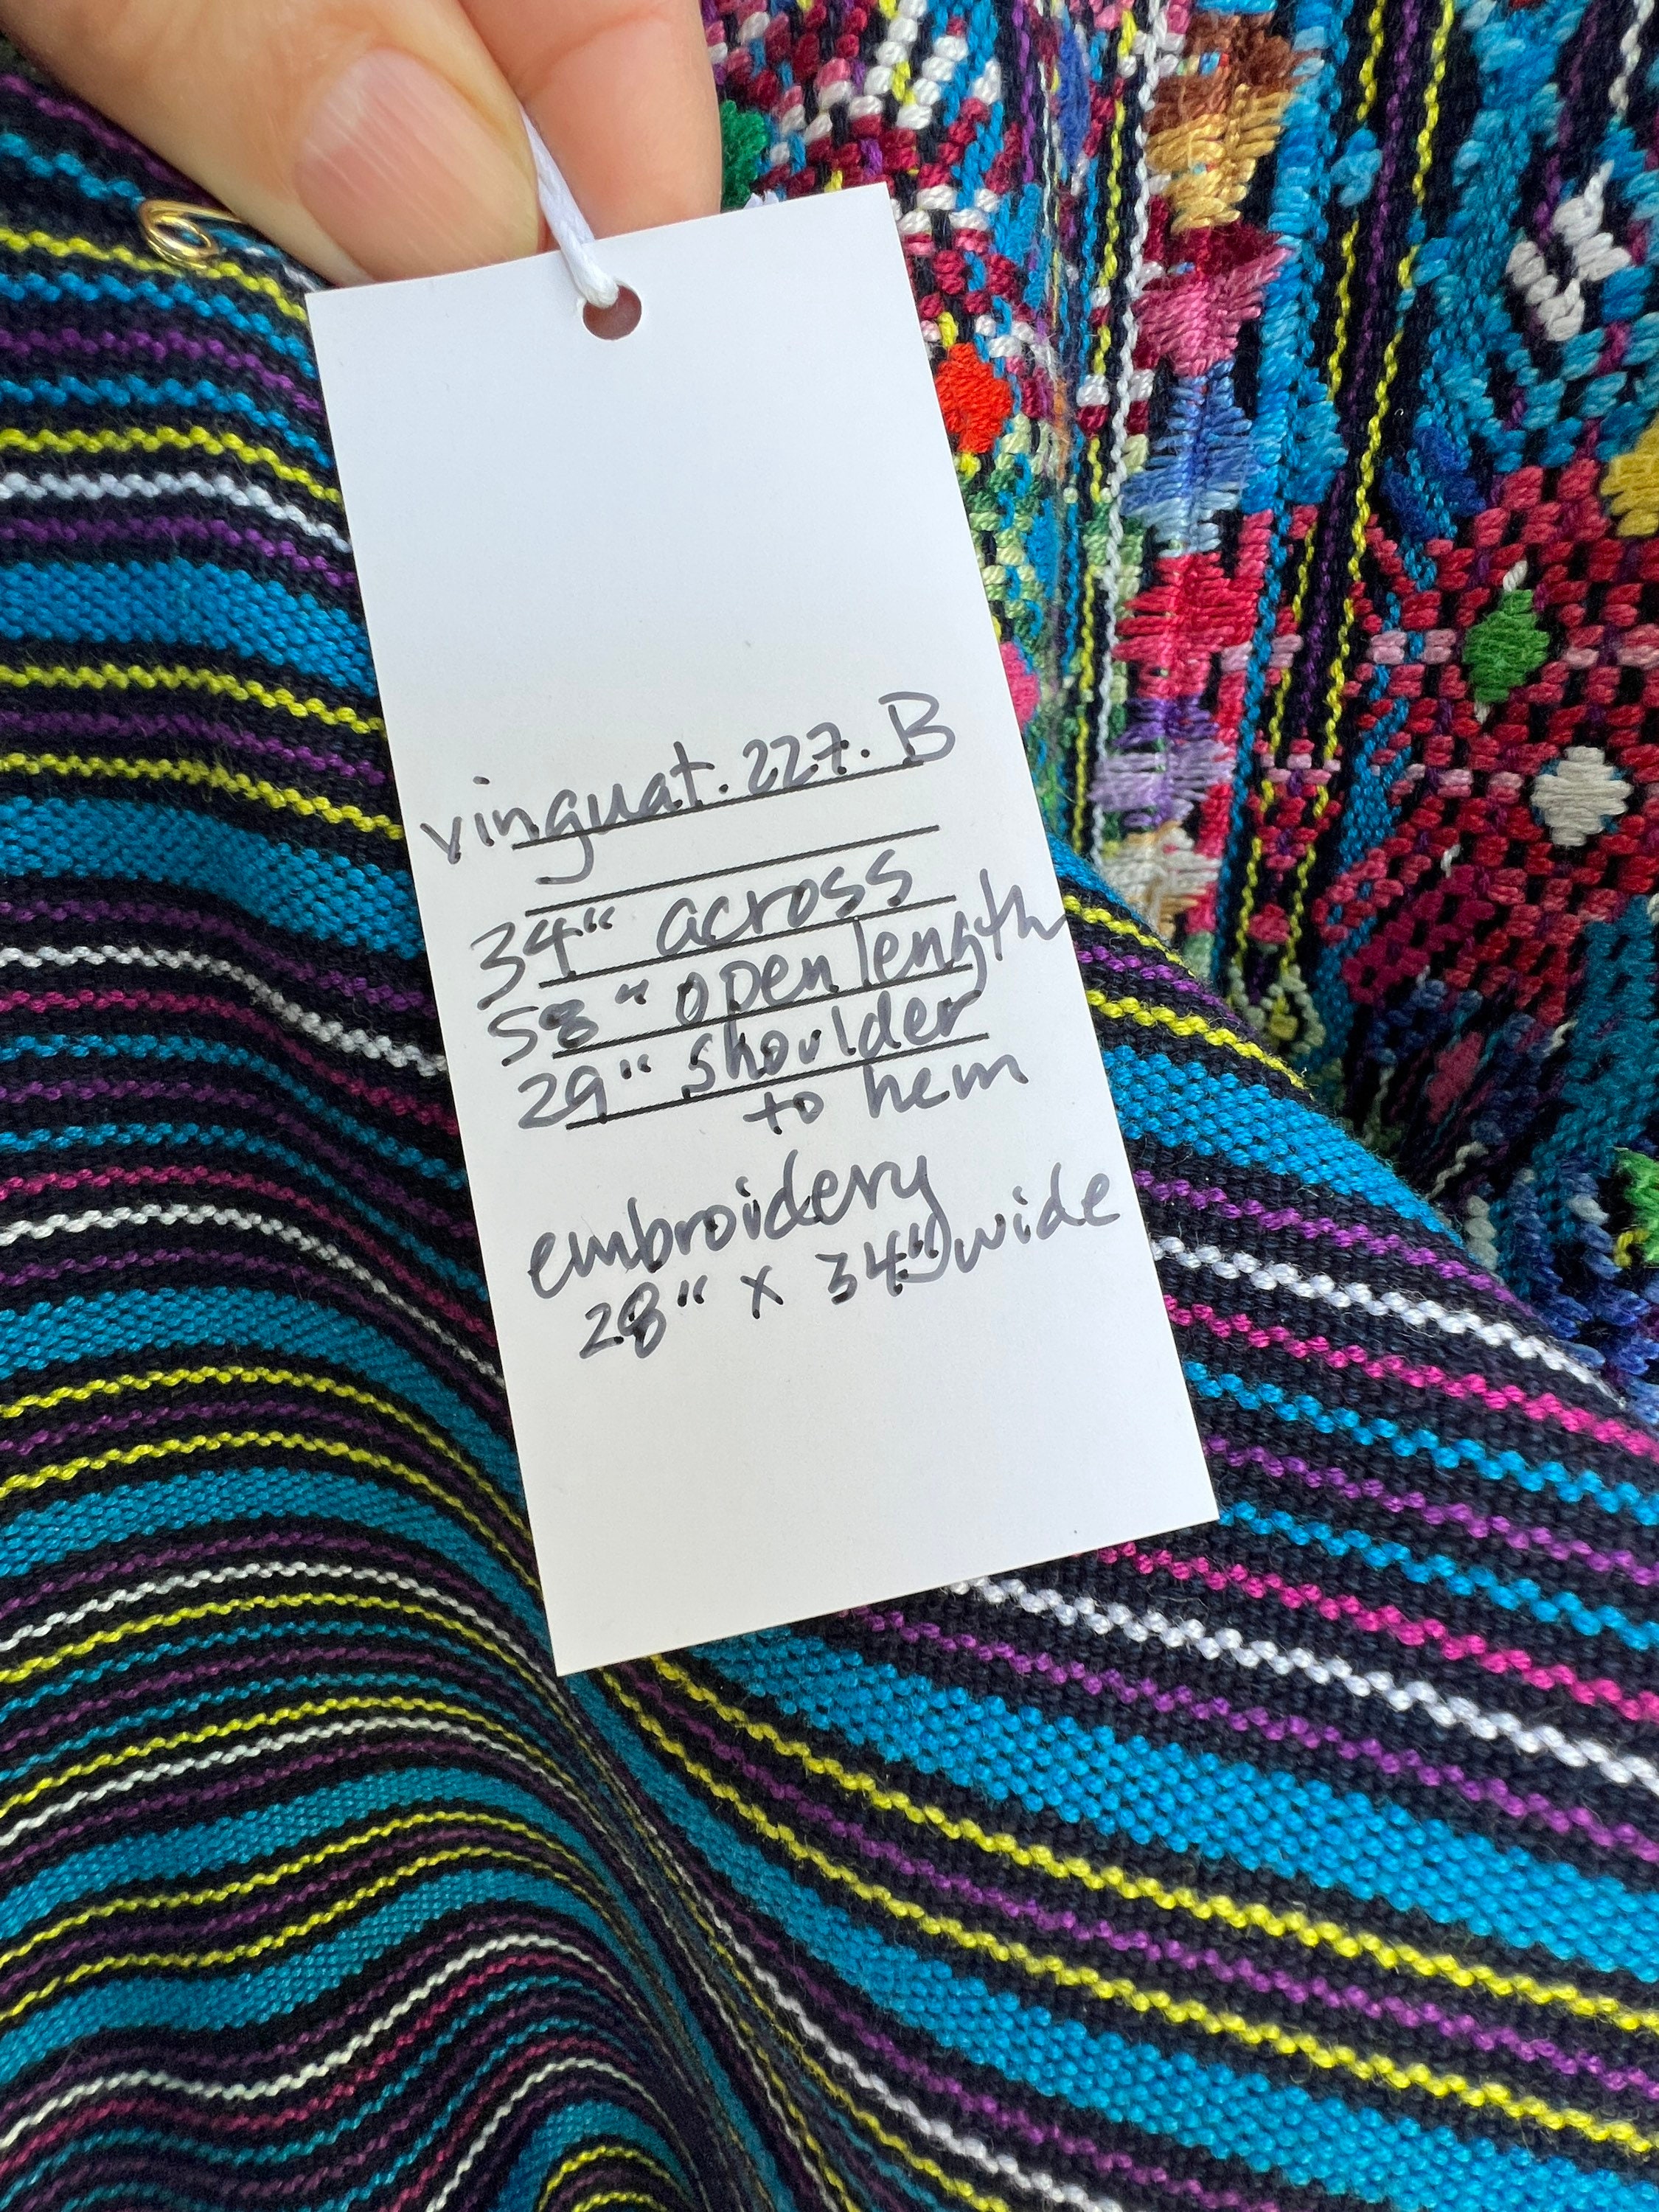 vinguat.227.B
34" across
58" open length
29" shoulder
to hem
embroidery
28" x 34" wide